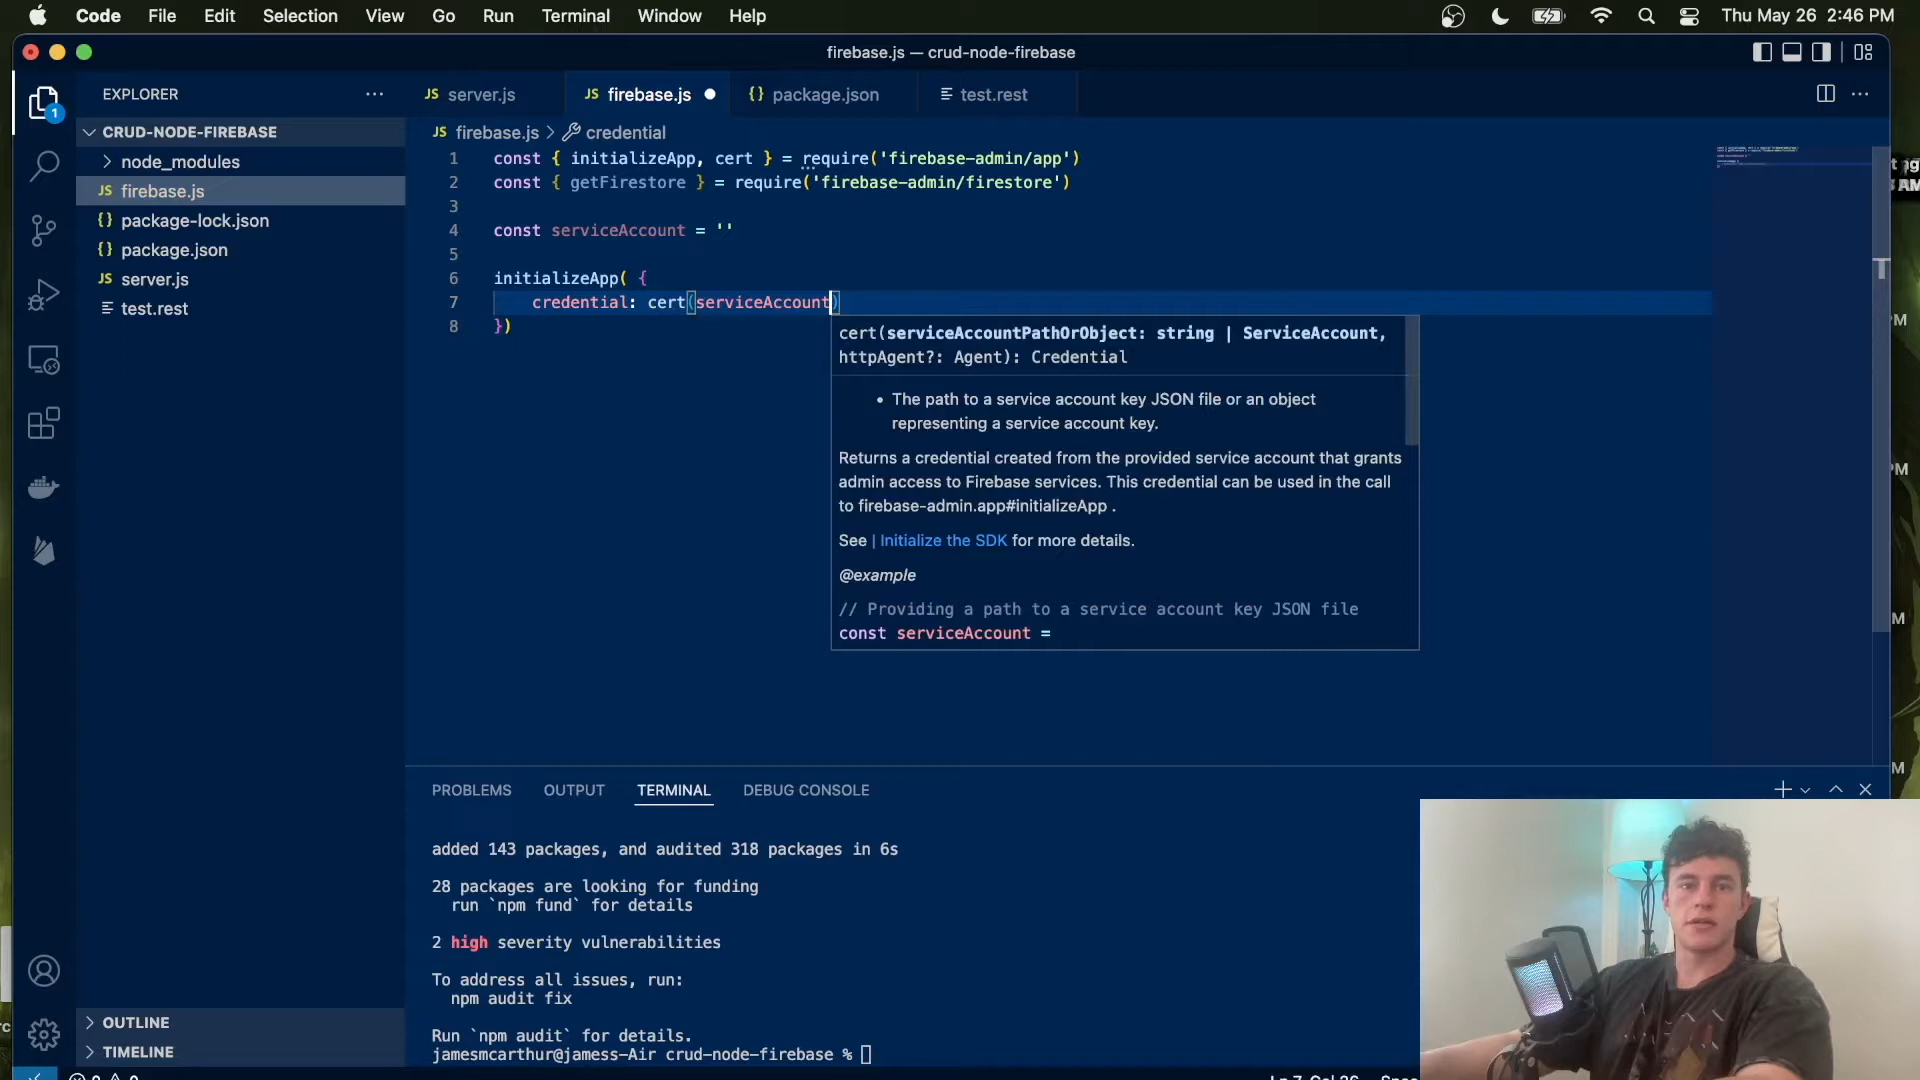 Code File Edit Selection View Go Run Terminal Window Help Thu May 26 2:46 PM
firebase.js — crud-node-firebase
EXPLORER
JS server.js
JS firebase.js
{} package.json
test.rest
1
CRUD-NODE-FIREBASE
node_modules
JS firebase.js
{} package-lock.json
{} package.json
JS server.js
test.rest
JS firebase.js > credential
1 const { initializeApp, cert } = require('firebase-admin/app')
2 const { getFirestore } = require('firebase-admin/firestore')
3
4 const serviceAccount = ''
5
6 initializeApp( {
7 credential: cert(serviceAccount)
8 })
cert(serviceAccountPathOrObject: string | ServiceAccount,
httpAgent?: Agent): Credential
• The path to a service account key JSON file or an object
representing a service account key.
Returns a credential created from the provided service account that grants
admin access to Firebase services. This credential can be used in the call
to firebase-admin.app#initializeApp .
See | Initialize the SDK for more details.
@example
// Providing a path to a service account key JSON file
const serviceAccount =
PROBLEMS OUTPUT TERMINAL DEBUG CONSOLE
added 143 packages, and audited 318 packages in 6s
28 packages are looking for funding
run `npm fund` for details
2 high severity vulnerabilities
To address all issues, run:
npm audit fix
Run `npm audit` for details.
jamesmcarthur@jamess-Air crud-node-firebase %
OUTLINE
TIMELINE